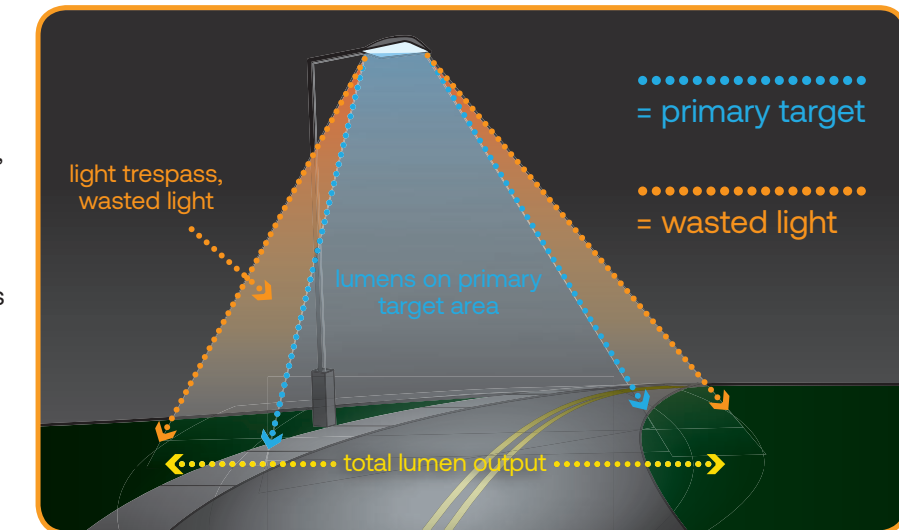 = primary target
light trespass,
wasted light
= wasted light
lumens on primary
target area
total lumen output